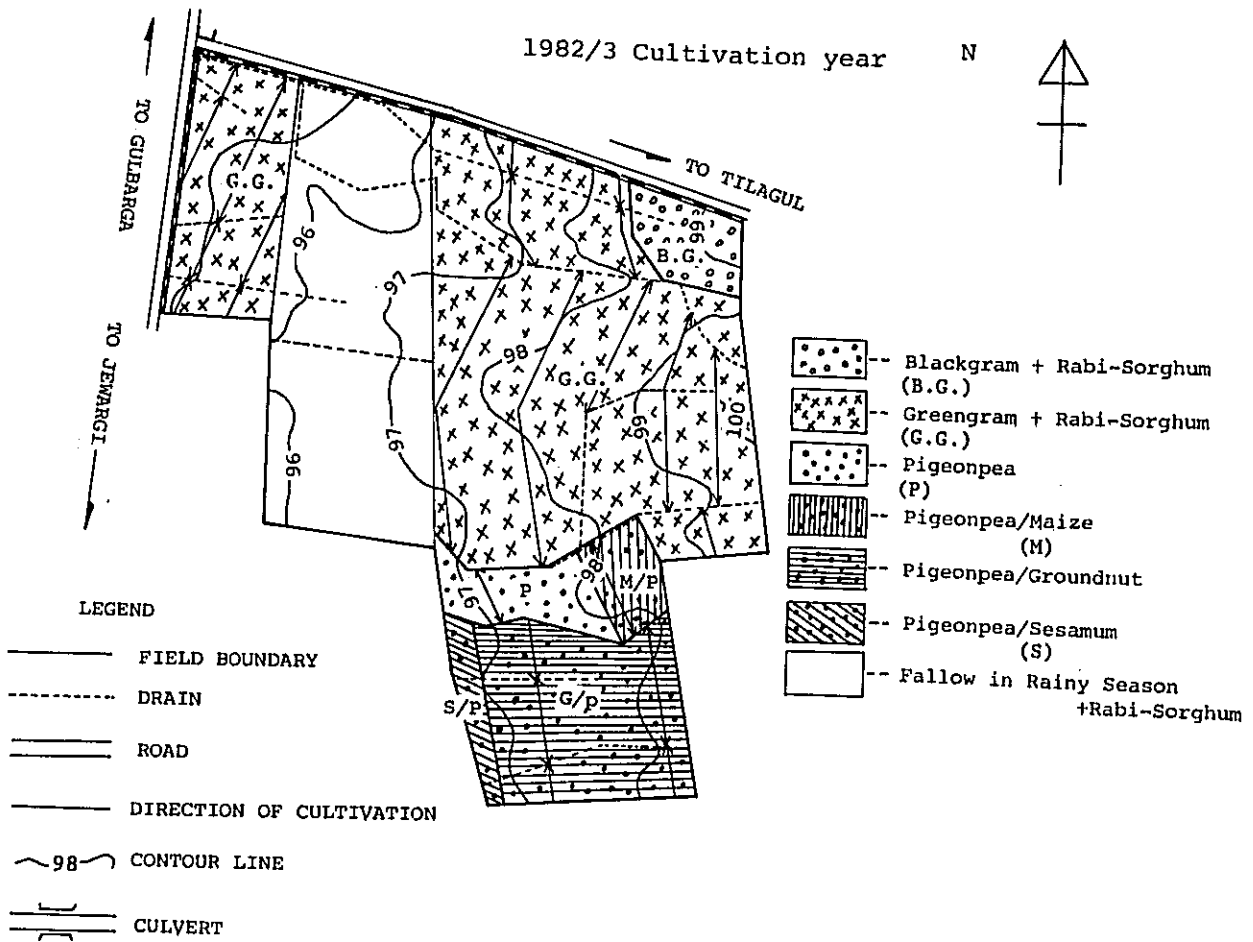 1982/3 Cultivation year
N
TO GULBARGA
TO TILAGUL
TO JEWARGI
G.G.
96
97
99
B.G.
98
G.G.
97
99
100
96
98
97
P
M/P
S/P
G/p
Blackgram + Rabi-Sorghum
(B.G.)
Greengram + Rabi-Sorghum
(G.G.)
Pigeonpea
(P)
Pigeonpea/Maize
(M)
Pigeonpea/Groundnut
Pigeonpea/Sesamum
(S)
Fallow in Rainy Season
+Rabi-Sorghum
LEGEND
FIELD BOUNDARY
DRAIN
ROAD
DIRECTION OF CULTIVATION
98 CONTOUR LINE
CULVERT